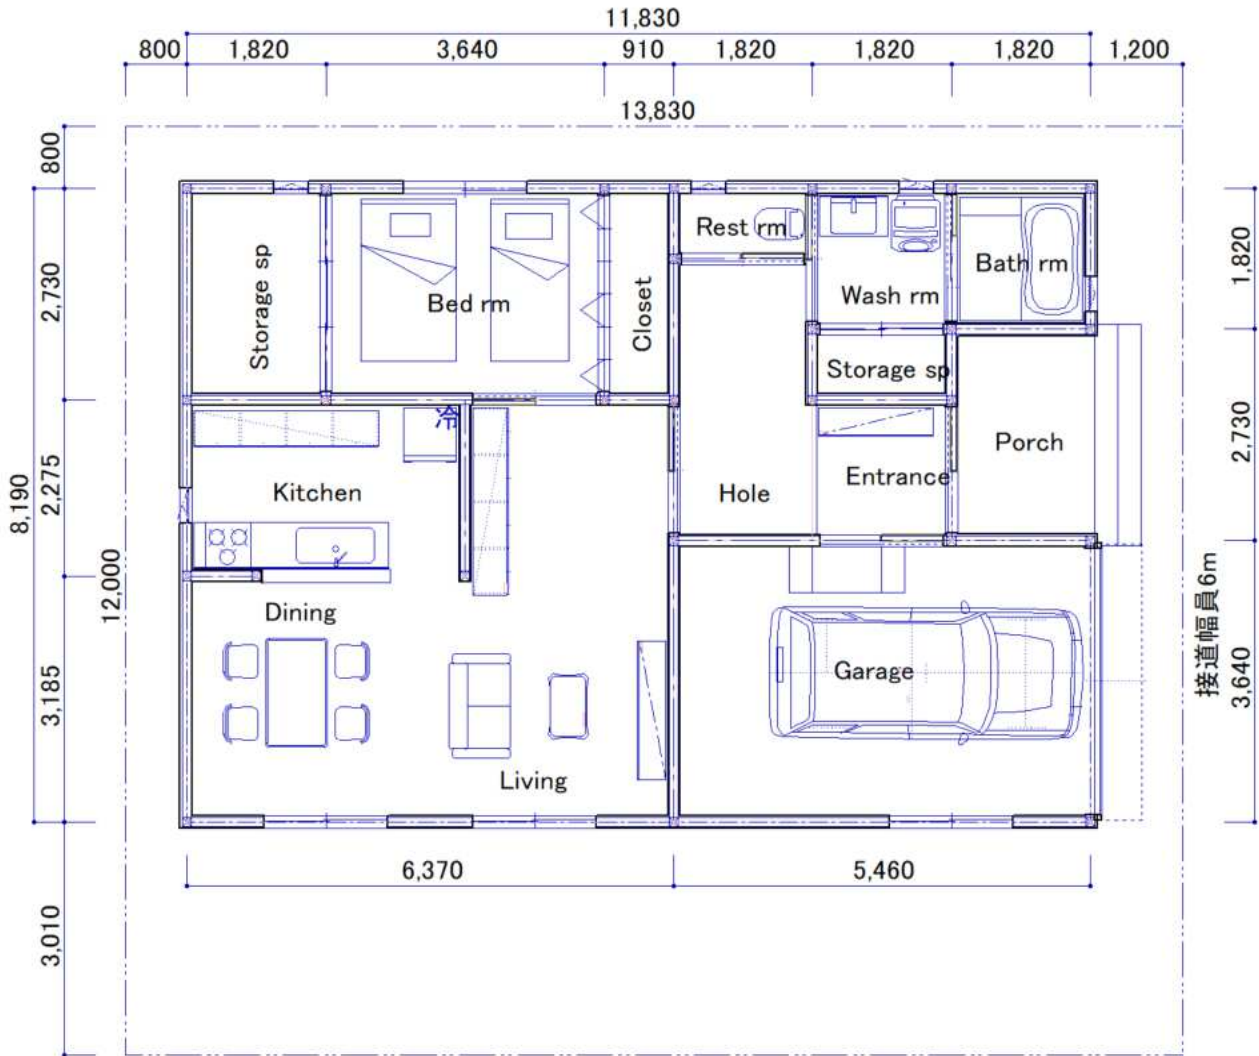 11,830
800 1,820 3,640 910 1,820 1,820 1,820 1,200
13,830
800
Rest rm
Storage sp
Bed rm
Closet
Wash rm
Bath rm
1,820
2,730
Storage sp
冷
Kitchen
Hole
Entrance
Porch
2,730
8,190
2,275
12,000
Dining
Garage
接道幅員6m
3,640
3,185
Living
6,370 5,460
3,010